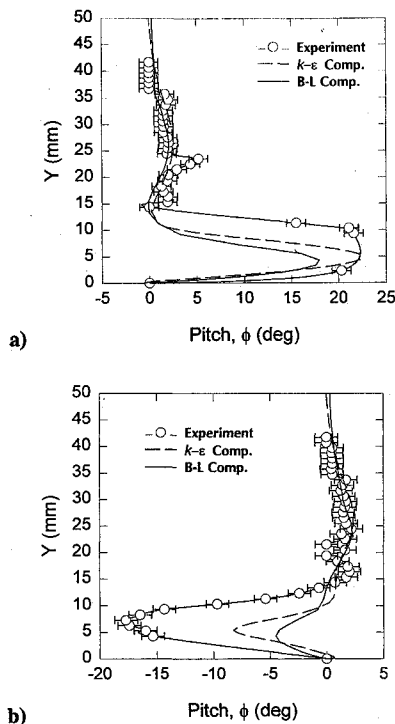 50
45
40
35
30
25
20
15
10
5
0
Y (mm)
Experiment
k-ε Comp.
B-L Comp.
-5 0 5 10 15 20 25
Pitch, ϕ (deg)
a)
50
45
40
35
30
25
20
15
10
5
0
Y (mm)
Experiment
k-ε Comp.
B-L Comp.
-20 -15 -10 -5 0 5
Pitch, ϕ (deg)
b)